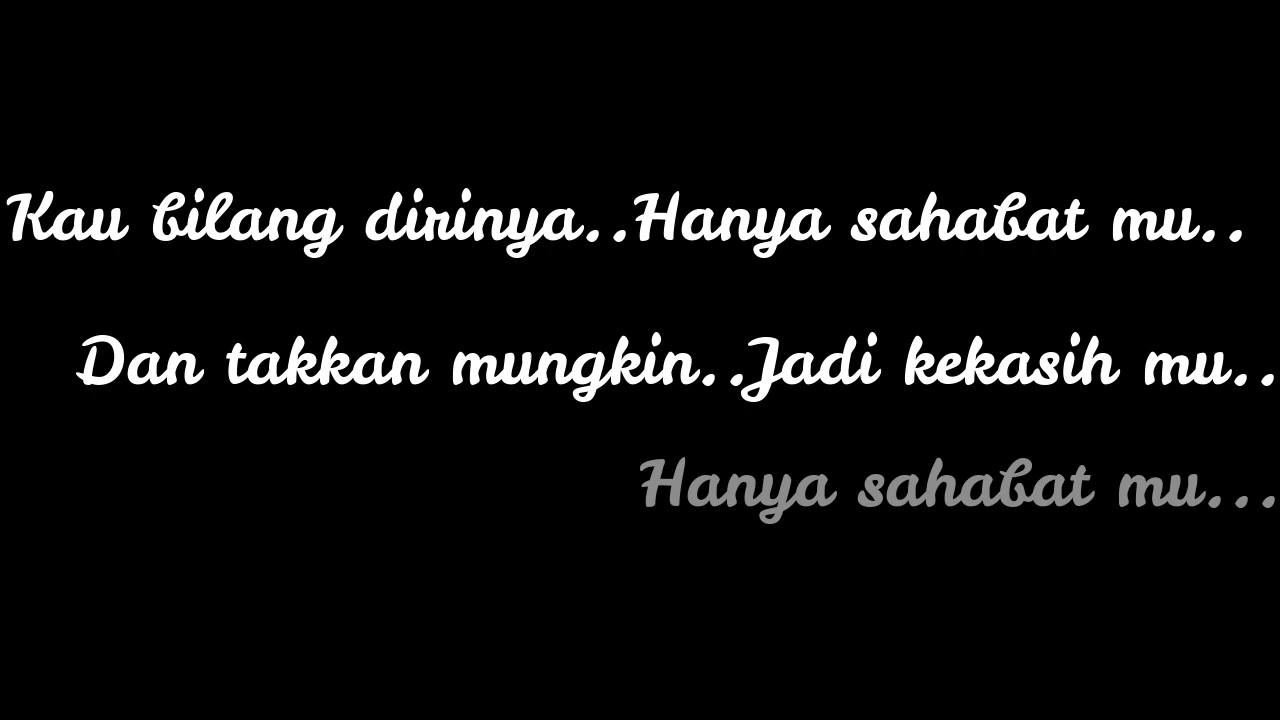 Kau bilang dirinya..Hanya sahabat mu..
Dan takkan mungkin..Jadi kekasih mu..
Hanya sahabat mu...